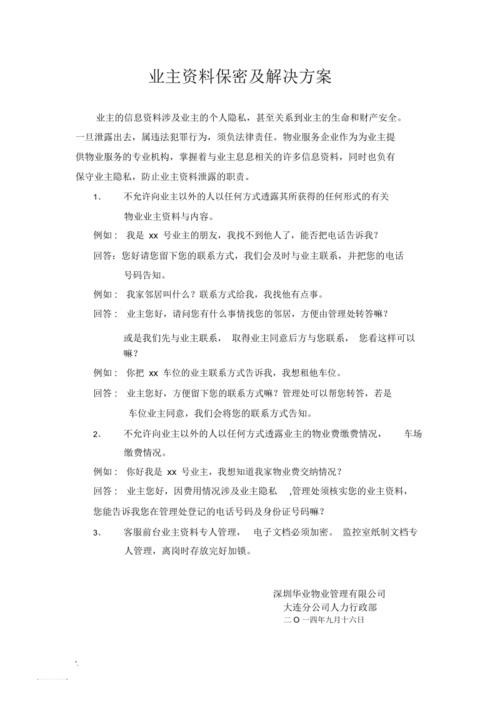 业主资料保密及解决方案
业主的信息资料涉及业主的个人隐私，甚至关系到业主的生命和财产安全。
一旦泄露出去，属违法犯罪行为，须负法律责任。物业服务企业作为为业主提
供物业服务的专业机构，掌握着与业主息息相关的许多信息资料，同时也负有
保守业主隐私，防止业主资料泄露的职责。
1、 不允许向业主以外的人以任何方式透露其所获得的任何形式的有关
物业业主资料与内容。
例如： 我是 xx 号业主的朋友，我找不到他人了，能否把电话告诉我？
回答：您好请您留下您的联系方式，我们会及时与业主联系，并把您的电话
号码告知。
例如： 我家邻居叫什么？联系方式给我，我找他有点事。
回答： 业主您好，请问您有什么事情找您的邻居，方便由管理处转答嘛？
或是我们先与业主联系， 取得业主同意后方与您联系， 您看这样可以
嘛？
例如： 你把 xx 车位的业主联系方式告诉我，我想租他车位。
回答： 业主您好，方便留下您的联系方式嘛？管理处可以帮您转答，若是
车位业主同意，我们会将您的联系方式告知。
2、 不允许向业主以外的人以任何方式透露业主的物业费缴费情况， 车场
缴费情况。
例如： 你好我是 xx 号业主，我想知道我家物业费交纳情况？
回答： 业主您好，因费用情况涉及业主隐私 ,管理处须核实您的业主资料，
您能告诉我您在管理处登记的电话号码及身份证号码嘛？
3、 客服前台业主资料专人管理， 电子文档必须加密。 监控室纸制文档专
人管理，离岗时存放完好加锁。
深圳华业物业管理有限公司
大连分公司人力行政部
二 O 一四年九月十六日